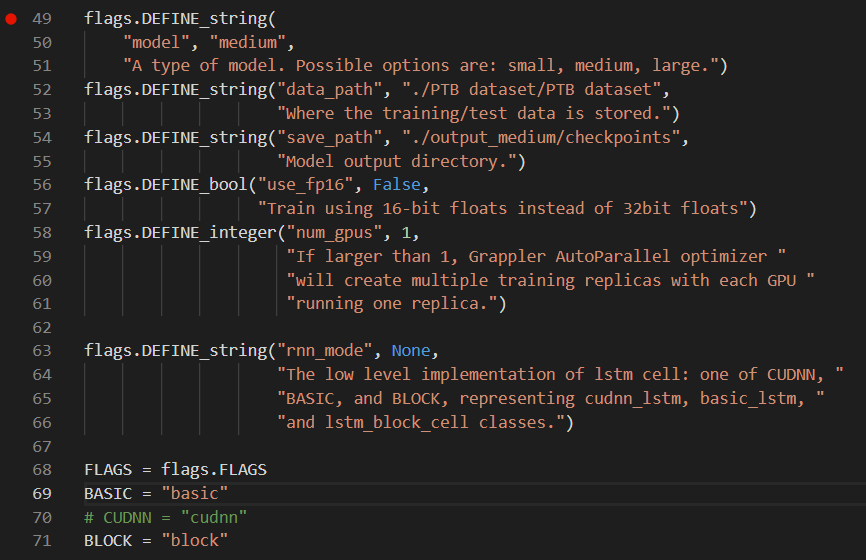 49 flags.DEFINE_string(
50     "model", "medium",
51     "A type of model. Possible options are: small, medium, large.")
52 flags.DEFINE_string("data_path", "./PTB dataset/PTB dataset",
53                     "Where the training/test data is stored.")
54 flags.DEFINE_string("save_path", "./output_medium/checkpoints",
55                     "Model output directory.")
56 flags.DEFINE_bool("use_fp16", False,
57                   "Train using 16-bit floats instead of 32bit floats")
58 flags.DEFINE_integer("num_gpus", 1,
59                      "If larger than 1, Grappler AutoParallel optimizer "
60                      "will create multiple training replicas with each GPU "
61                      "running one replica.")
62
63 flags.DEFINE_string("rnn_mode", None,
64                     "The low level implementation of lstm cell: one of CUDNN, "
65                     "BASIC, and BLOCK, representing cudnn_lstm, basic_lstm, "
66                     "and lstm_block_cell classes.")
67
68 FLAGS = flags.FLAGS
69 BASIC = "basic"
70 # CUDNN = "cudnn"
71 BLOCK = "block"